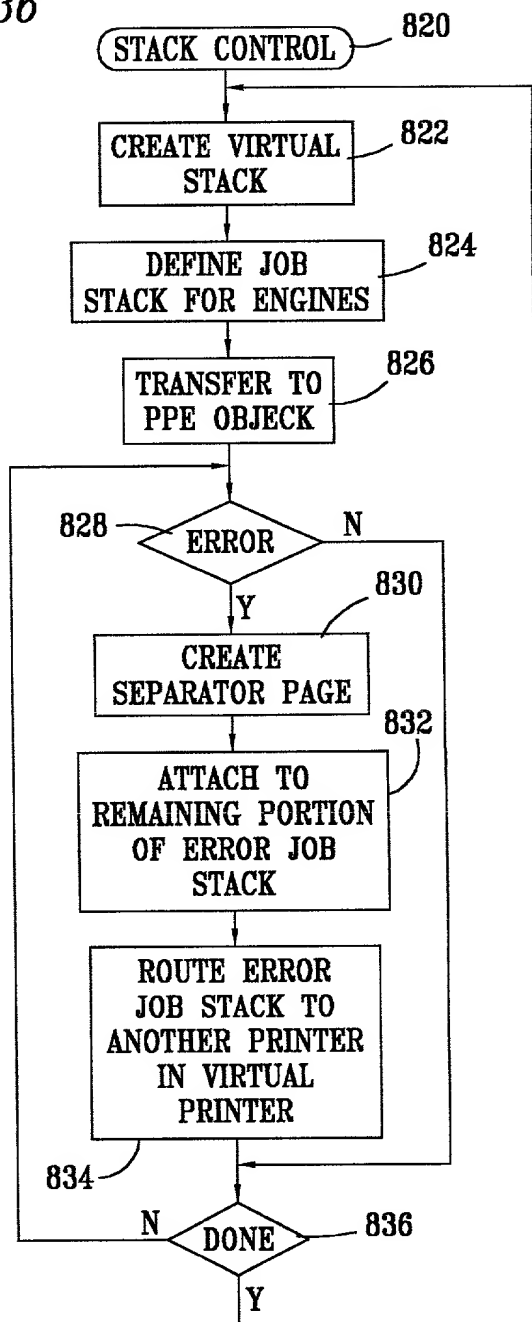 36
STACK CONTROL
820
CREATE VIRTUAL
STACK
822
DEFINE JOB
STACK FOR ENGINES
824
TRANSFER TO
PPE OBJECK
826
828
ERROR
N
Y
830
CREATE
SEPARATOR PAGE
832
ATTACH TO
REMAINING PORTION
OF ERROR JOB
STACK
ROUTE ERROR
JOB STACK TO
ANOTHER PRINTER
IN VIRTUAL
PRINTER
834
N
DONE
836
Y